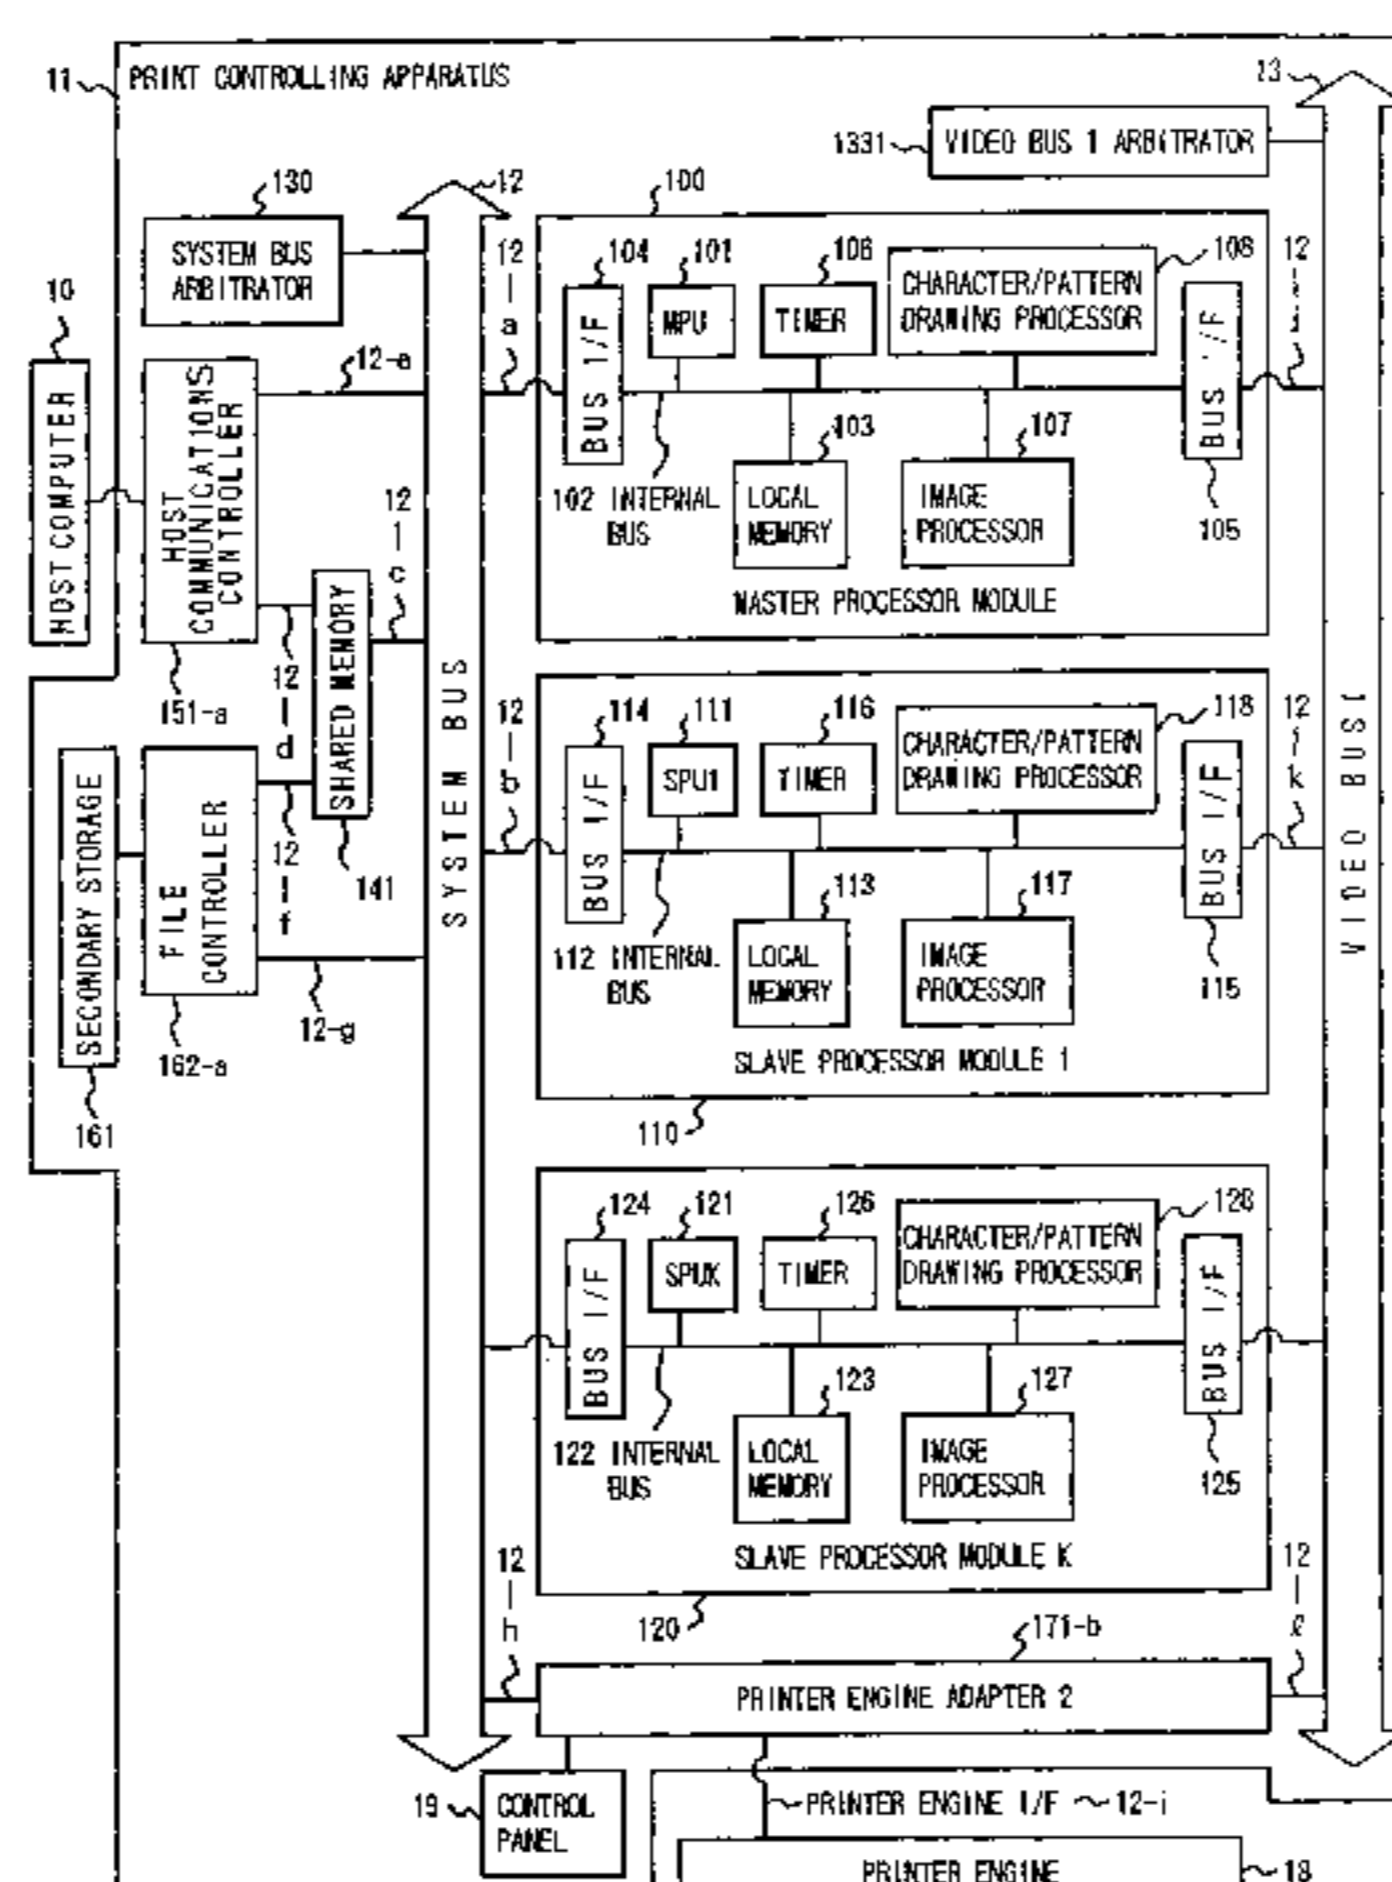 11 PRINT CONTROLLING APPARATUS
13
1331 VIDEO BUS 1 ARBITRATOR
130
12
100
SYSTEM BUS
ARBITRATOR
12-a
104
101
106
108
12-j
BUS I/F
MPU
TIMER
CHARACTER/PATTERN
DRAWING PROCESSOR
BUS I/F
10
HOST COMPUTER
HOST
COMMUNICATIONS
CONTROLLER
12-e
103
107
102 INTERNAL
BUS
LOCAL
MEMORY
IMAGE
PROCESSOR
105
12-c
MASTER PROCESSOR MODULE
SHARED MEMORY
151-a
12-d
SYSTEM BUS
VIDEO BUS 1
12-b
114
111
116
118
12-k
BUS I/F
SPU1
TIMER
CHARACTER/PATTERN
DRAWING PROCESSOR
BUS I/F
SECONDARY STORAGE
FILE
CONTROLLER
12-f
141
113
117
112 INTERNAL
BUS
LOCAL
MEMORY
IMAGE
PROCESSOR
115
12-g
162-a
SLAVE PROCESSOR MODULE 1
161
110
124
121
126
128
BUS I/F
SPUK
TIMER
CHARACTER/PATTERN
DRAWING PROCESSOR
BUS I/F
123
127
122 INTERNAL
BUS
LOCAL
MEMORY
IMAGE
PROCESSOR
125
SLAVE PROCESSOR MODULE K
12-h
120
171-b
12-ℓ
PRINTER ENGINE ADAPTER 2
19 CONTROL
PANEL
PRINTER ENGINE I/F 12-i
PRINTER ENGINE 18